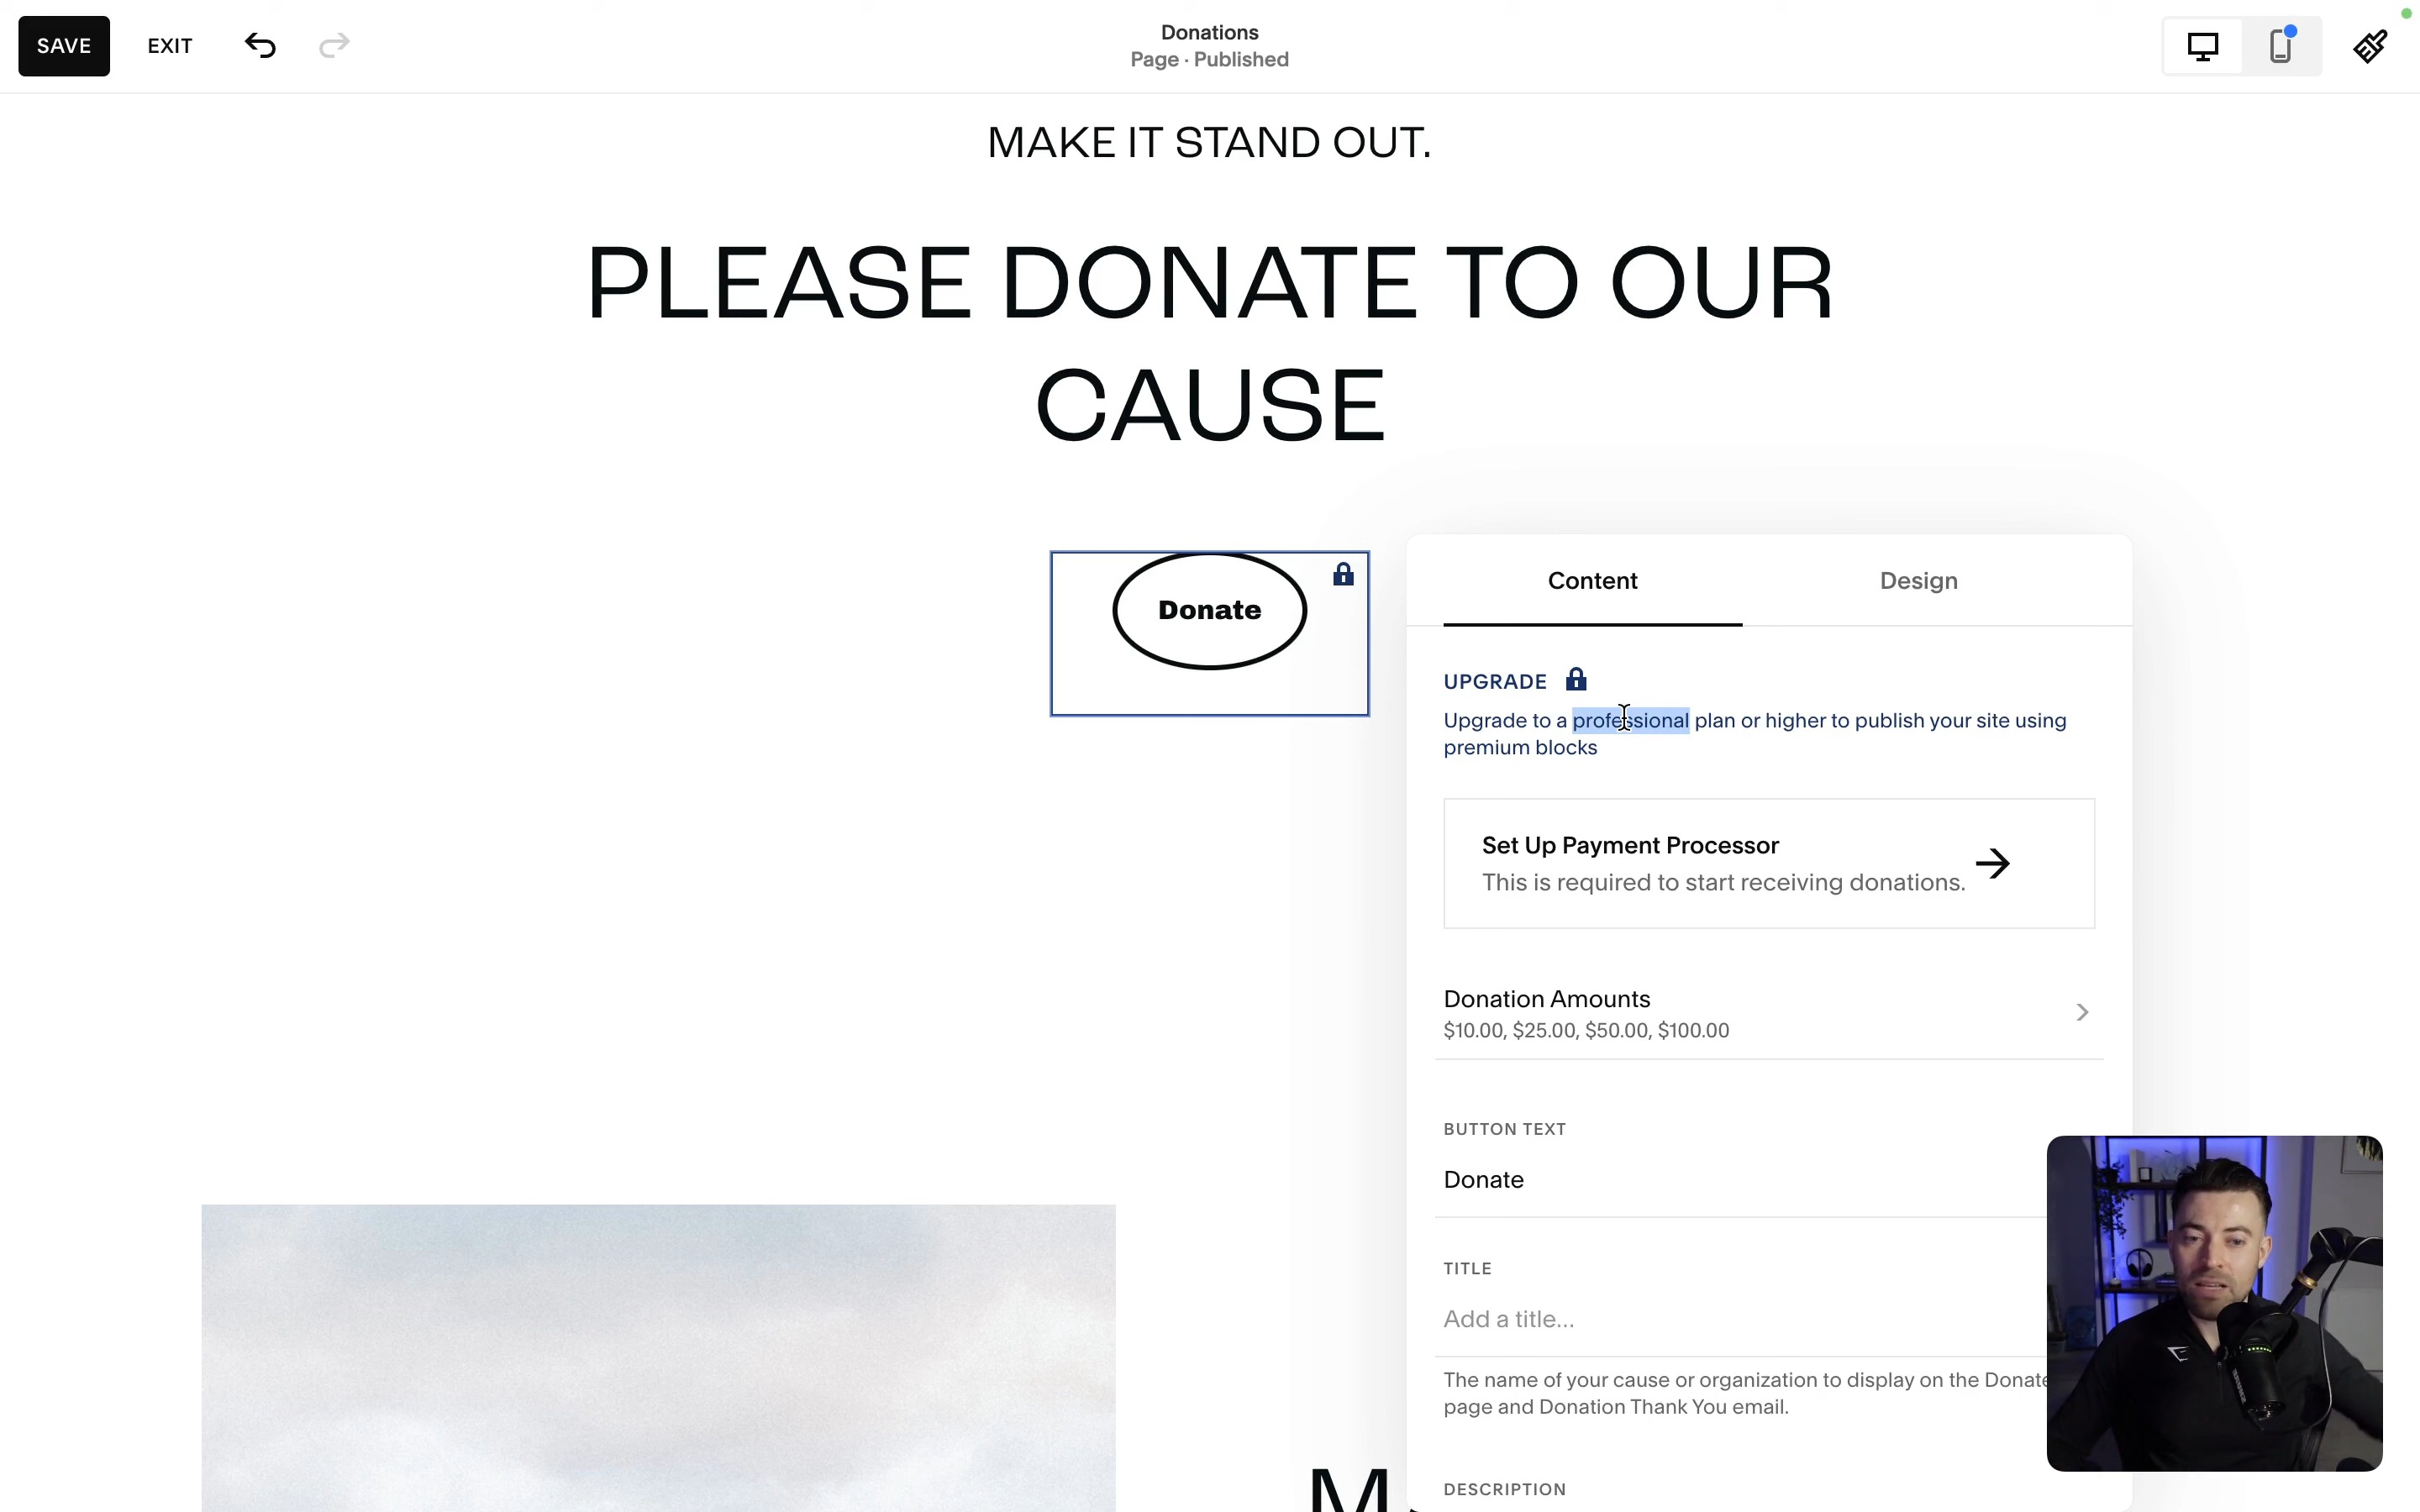 SAVE
EXIT
Donations
Page · Published
MAKE IT STAND OUT.
PLEASE DONATE TO OUR
CAUSE
Donate
Content
Design
UPGRADE
Upgrade to a professional plan or higher to publish your site using
premium blocks
Set Up Payment Processor
This is required to start receiving donations.
Donation Amounts
$10.00, $25.00, $50.00, $100.00
BUTTON TEXT
Donate
TITLE
Add a title...
The name of your cause or organization to display on the Donate
page and Donation Thank You email.
DESCRIPTION